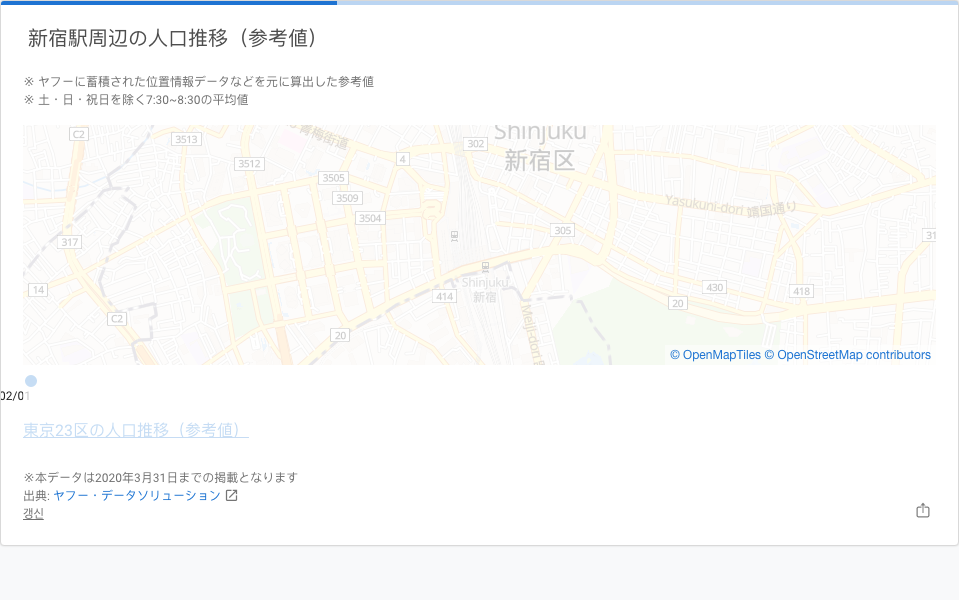 新宿駅周辺の人口推移（参考値）
※ ヤフーに蓄積された位置情報データなどを元に算出した参考値
※ 土・日・祝日を除く7:30~8:30の平均値
C2
3513
青梅街道
302
Shinjuku
新宿区
3512
4
3505
3509
3504
Yasukuni-dori 靖国通り
317
305
31
14
414
Shinjuku
新宿
20
430
418
C2
20
Meiji-dori
© OpenMapTiles © OpenStreetMap contributors
02/01
東京23区の人口推移（参考値）
※本データは2020年3月31日までの掲載となります
出典: ヤフー・データソリューション
갱신